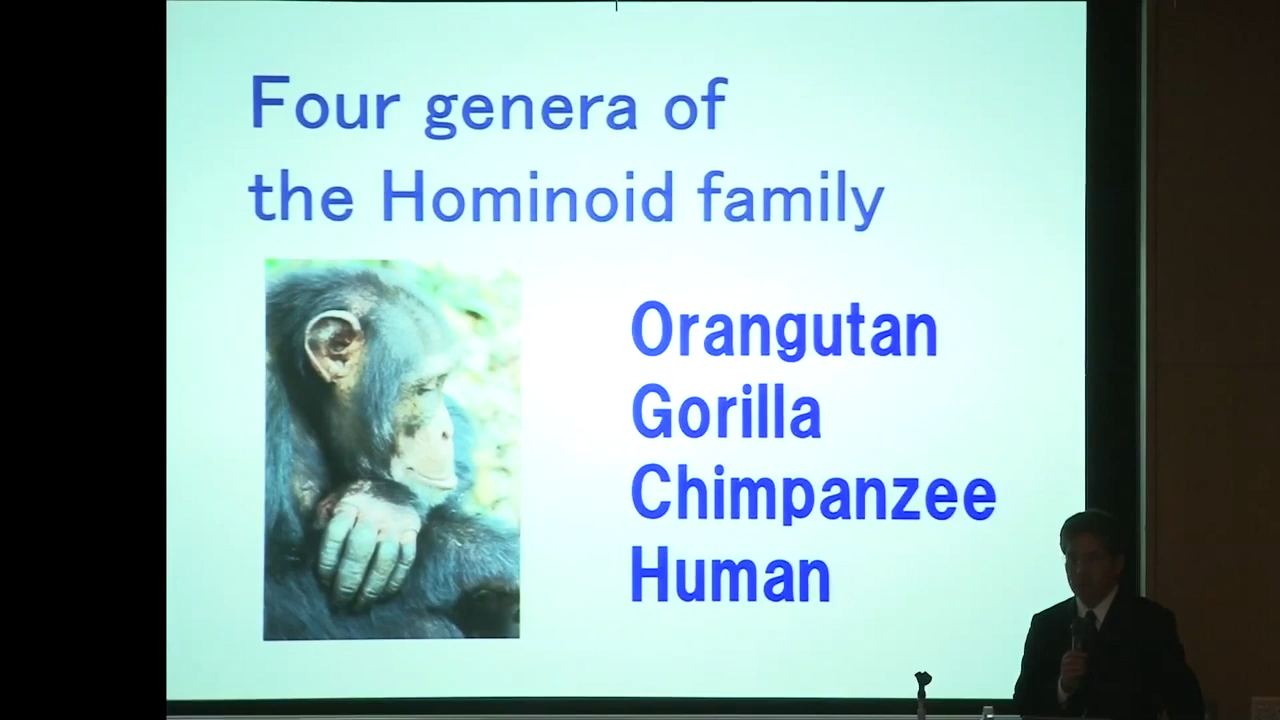 Four genera of
the Hominoid family
Orangutan
Gorilla
Chimpanzee
Human